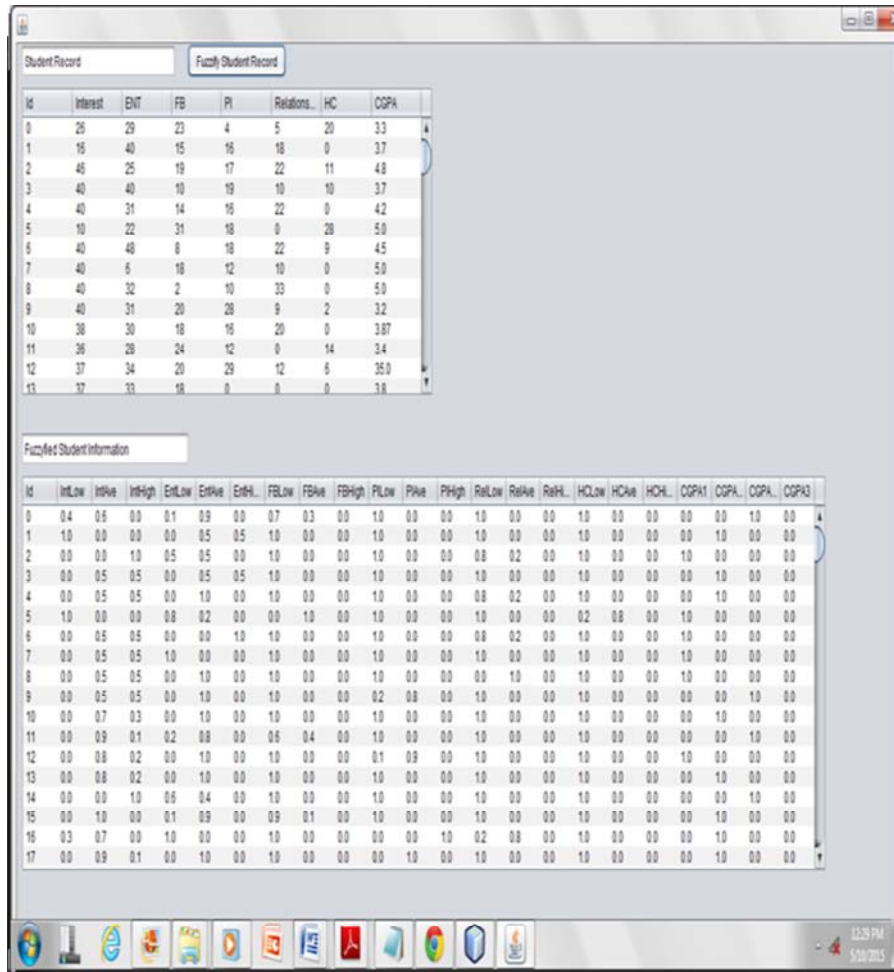 Student Record Fuzzify Student Record
Id Interest ENT FB PI Relations... HC CGPA
0 26 29 23 4 5 20 3.3
1 16 40 15 16 18 0 3.7
2 46 25 19 17 22 11 4.8
3 40 40 10 19 10 10 3.7
4 40 31 14 16 22 0 4.2
5 10 22 31 18 0 28 5.0
6 40 48 8 18 22 9 4.5
7 40 6 18 12 10 0 5.0
8 40 32 2 10 33 0 5.0
9 40 31 20 28 9 2 3.2
10 38 30 18 16 20 0 3.87
11 36 28 24 12 0 14 3.4
12 37 34 20 29 12 6 35.0
13 37 33 18 0 0 0 3.8
Fuzzyfied Student Information
Id IntLow IntAve IntHigh EntLow EntAve EntHi... FBLow FBAve FBHigh PILow PIAve PIHigh RelLow RelAve RelHi... HCLow HCAve HCHi... CGPA1 CGPA... CGPA... CGPA3
0 0.4 0.6 0.0 0.1 0.9 0.0 0.7 0.3 0.0 1.0 0.0 0.0 1.0 0.0 0.0 1.0 0.0 0.0 0.0 0.0 1.0 0.0
1 1.0 0.0 0.0 0.0 0.5 0.5 1.0 0.0 0.0 1.0 0.0 0.0 1.0 0.0 0.0 1.0 0.0 0.0 0.0 1.0 0.0 0.0
2 0.0 0.0 1.0 0.5 0.5 0.0 1.0 0.0 0.0 1.0 0.0 0.0 0.8 0.2 0.0 1.0 0.0 0.0 1.0 0.0 0.0 0.0
3 0.0 0.5 0.5 0.0 0.5 0.5 1.0 0.0 0.0 1.0 0.0 0.0 1.0 0.0 0.0 1.0 0.0 0.0 0.0 1.0 0.0 0.0
4 0.0 0.5 0.5 0.0 1.0 0.0 1.0 0.0 0.0 1.0 0.0 0.0 0.8 0.2 0.0 1.0 0.0 0.0 0.0 1.0 0.0 0.0
5 1.0 0.0 0.0 0.8 0.2 0.0 0.0 1.0 0.0 1.0 0.0 0.0 1.0 0.0 0.0 0.2 0.8 0.0 1.0 0.0 0.0 0.0
6 0.0 0.5 0.5 0.0 0.0 1.0 1.0 0.0 0.0 1.0 0.0 0.0 0.8 0.2 0.0 1.0 0.0 0.0 1.0 0.0 0.0 0.0
7 0.0 0.5 0.5 1.0 0.0 0.0 1.0 0.0 0.0 1.0 0.0 0.0 1.0 0.0 0.0 1.0 0.0 0.0 1.0 0.0 0.0 0.0
8 0.0 0.5 0.5 0.0 1.0 0.0 1.0 0.0 0.0 1.0 0.0 0.0 0.0 1.0 0.0 1.0 0.0 0.0 1.0 0.0 0.0 0.0
9 0.0 0.5 0.5 0.0 1.0 0.0 1.0 0.0 0.0 0.2 0.8 0.0 1.0 0.0 0.0 1.0 0.0 0.0 0.0 0.0 1.0 0.0
10 0.0 0.7 0.3 0.0 1.0 0.0 1.0 0.0 0.0 1.0 0.0 0.0 1.0 0.0 0.0 1.0 0.0 0.0 0.0 1.0 0.0 0.0
11 0.0 0.9 0.1 0.2 0.8 0.0 0.6 0.4 0.0 1.0 0.0 0.0 1.0 0.0 0.0 1.0 0.0 0.0 0.0 0.0 1.0 0.0
12 0.0 0.8 0.2 0.0 1.0 0.0 1.0 0.0 0.0 0.1 0.9 0.0 1.0 0.0 0.0 1.0 0.0 0.0 1.0 0.0 0.0 0.0
13 0.0 0.8 0.2 0.0 1.0 0.0 1.0 0.0 0.0 1.0 0.0 0.0 1.0 0.0 0.0 1.0 0.0 0.0 0.0 1.0 0.0 0.0
14 0.0 0.0 1.0 0.6 0.4 0.0 1.0 0.0 0.0 1.0 0.0 0.0 1.0 0.0 0.0 1.0 0.0 0.0 0.0 0.0 1.0 0.0
15 0.0 1.0 0.0 0.1 0.9 0.0 0.9 0.1 0.0 1.0 0.0 0.0 1.0 0.0 0.0 1.0 0.0 0.0 0.0 1.0 0.0 0.0
16 0.3 0.7 0.0 1.0 0.0 0.0 1.0 0.0 0.0 0.0 0.0 1.0 0.2 0.8 0.0 1.0 0.0 0.0 0.0 1.0 0.0 0.0
17 0.0 0.9 0.1 0.0 1.0 0.0 1.0 0.0 0.0 0.0 1.0 0.0 1.0 0.0 0.0 1.0 0.0 0.0 0.0 1.0 0.0 0.0
12:29 PM
5/10/2015